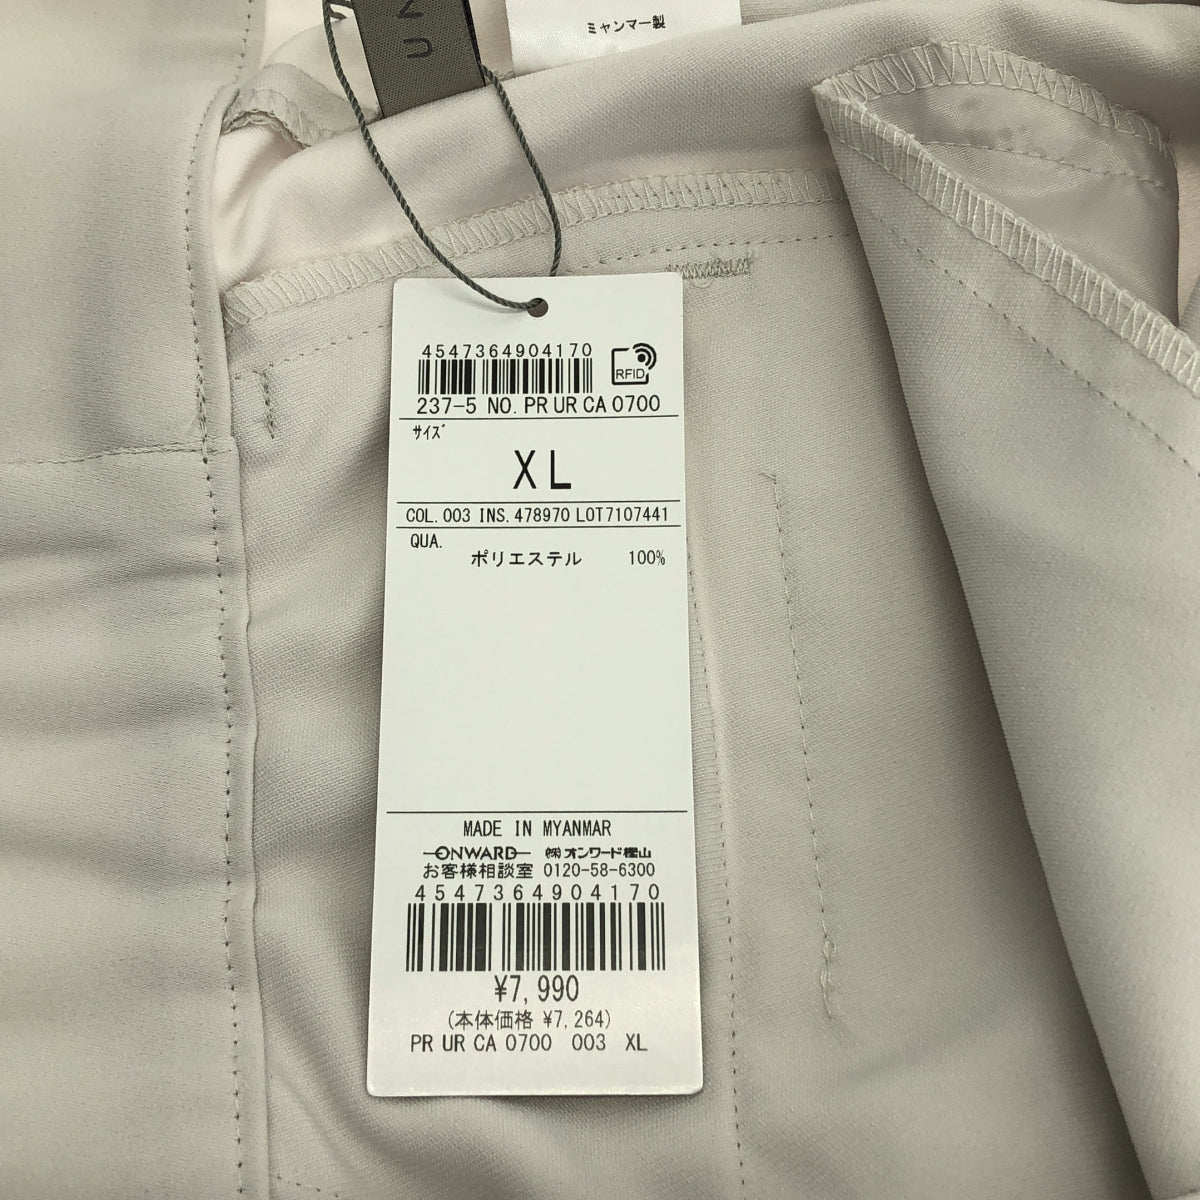 UN
ミャンマー製
4547364904170
RFID
237-5 NO. PR UR CA 0700
サイズ
XL
COL. 003 INS. 478970 LOT7107441
QUA.
ポリエステル 100%
MADE IN MYANMAR
ONWARD ㈱オンワード樫山
お客様相談室 0120-58-6300
4547364904170
¥7,990
(本体価格 ¥7,264)
PR UR CA 0700 003 XL